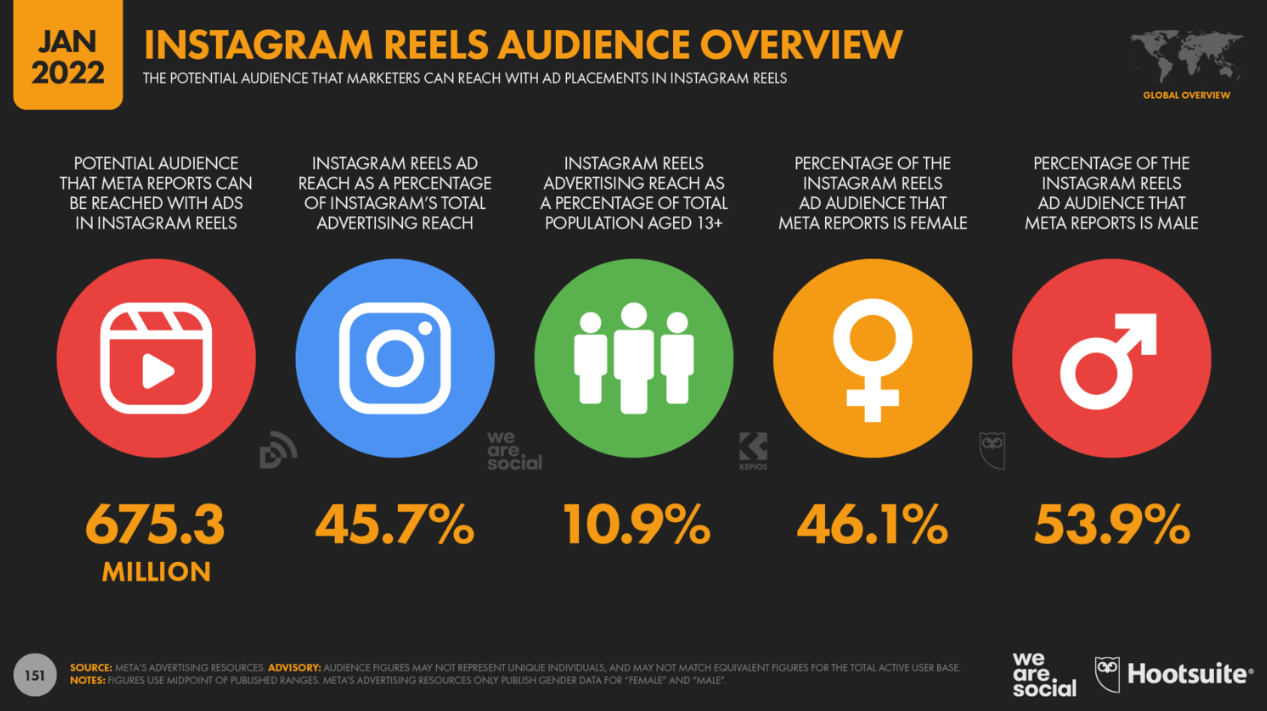 JAN
2022
INSTAGRAM REELS AUDIENCE OVERVIEW
THE POTENTIAL AUDIENCE THAT MARKETERS CAN REACH WITH AD PLACEMENTS IN INSTAGRAM REELS
GLOBAL OVERVIEW
POTENTIAL AUDIENCE
THAT META REPORTS CAN
BE REACHED WITH ADS
IN INSTAGRAM REELS
INSTAGRAM REELS AD
REACH AS A PERCENTAGE
OF INSTAGRAM'S TOTAL
ADVERTISING REACH
INSTAGRAM REELS
ADVERTISING REACH AS
A PERCENTAGE OF TOTAL
POPULATION AGED 13+
PERCENTAGE OF THE
INSTAGRAM REELS
AD AUDIENCE THAT
META REPORTS IS FEMALE
PERCENTAGE OF THE
INSTAGRAM REELS
AD AUDIENCE THAT
META REPORTS IS MALE
we
are
social
KEPIOS
675.3
MILLION
45.7%
10.9%
46.1%
53.9%
151
SOURCE: META'S ADVERTISING RESOURCES. ADVISORY: AUDIENCE FIGURES MAY NOT REPRESENT UNIQUE INDIVIDUALS, AND MAY NOT MATCH EQUIVALENT FIGURES FOR THE TOTAL ACTIVE USER BASE.
NOTES: FIGURES USE MIDPOINT OF PUBLISHED RANGES. META'S ADVERTISING RESOURCES ONLY PUBLISH GENDER DATA FOR "FEMALE" AND "MALE".
we
are
social
Hootsuite®